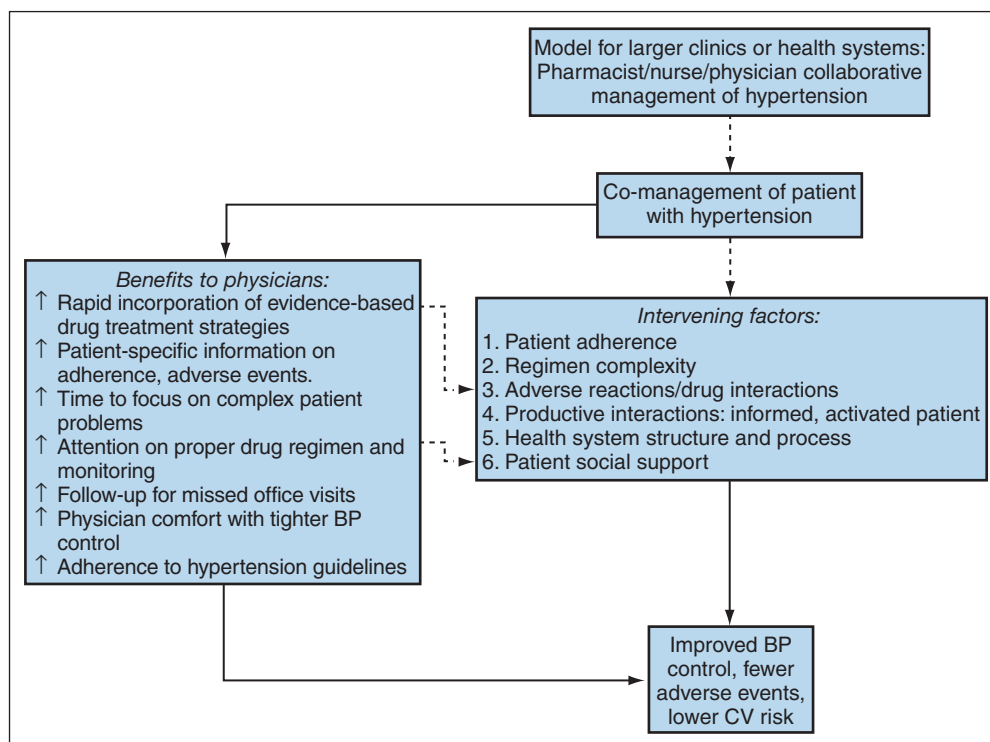 Model for larger clinics or health systems:
Pharmacist/nurse/physician collaborative
management of hypertension
Co-management of patient
with hypertension
Benefits to physicians:
↑ Rapid incorporation of evidence-based
drug treatment strategies
↑ Patient-specific information on
adherence, adverse events.
↑ Time to focus on complex patient
problems
↑ Attention on proper drug regimen and
monitoring
↑ Follow-up for missed office visits
↑ Physician comfort with tighter BP
control
↑ Adherence to hypertension guidelines
Intervening factors:
1. Patient adherence
2. Regimen complexity
3. Adverse reactions/drug interactions
4. Productive interactions: informed, activated patient
5. Health system structure and process
6. Patient social support
Improved BP
control, fewer
adverse events,
lower CV risk